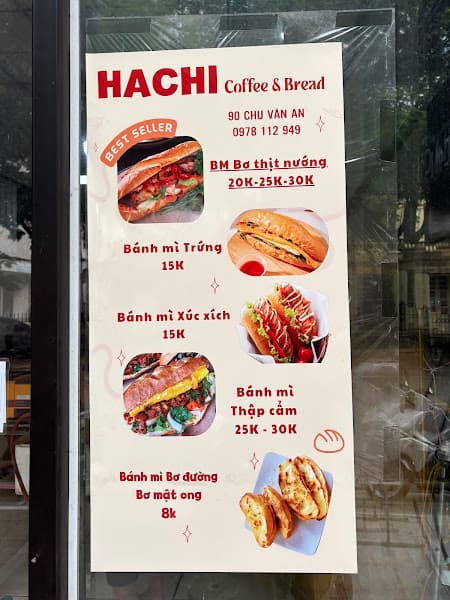 HACHI Coffee & Bread
90 CHU VĂN AN
0978 112 949
BEST SELLER
BM Bơ thịt nướng
20K-25K-30K
Bánh mì Trứng
15K
Bánh mì Xúc xích
15K
Bánh mì
Thập cẩm
25K - 30K
Bánh mì Bơ đường
Bơ mật ong
8k